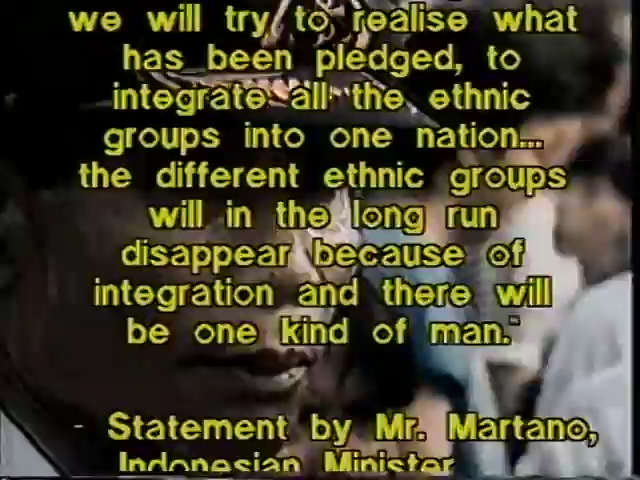 we will try to realise what
has been pledged, to
integrate all the ethnic
groups into one nation...
the different ethnic groups
will in the long run
disappear because of
integration and there will
be one kind of man."
- Statement by Mr. Martano,
Indonesian Minister